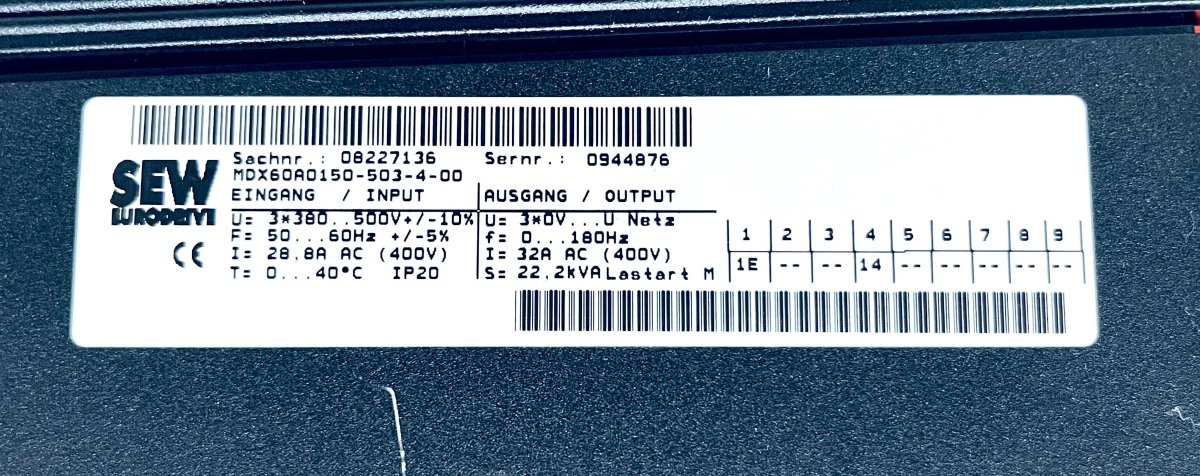 SEW
EURODRIVE
CE
Sachnr.: 08227136 Sernr.: 0944876
MDX60A0150-503-4-00
EINGANG / INPUT AUSGANG / OUTPUT
U= 3*380..500V+/-10% U= 3*0V...U Netz
F= 50...60Hz +/-5% f= 0...180Hz
I= 28.8A AC (400V) I= 32A AC (400V)
T= 0...40°C IP20 S= 22.2kVA Lastart M
1 2 3 4 5 6 7 8 9
1E -- -- 14 -- -- -- -- --